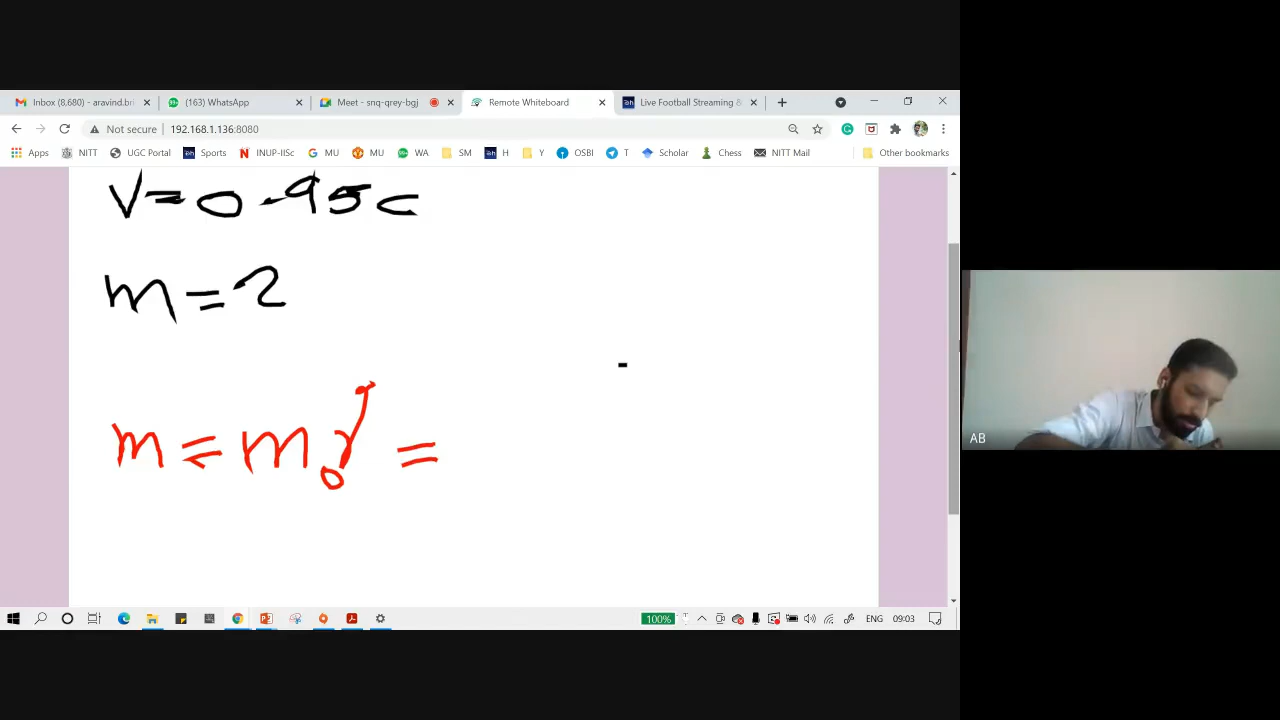 Inbox (8,680) - aravind.bri
(163) WhatsApp
Meet - snq-qrey-bgj
Remote Whiteboard
Live Football Streaming &
Not secure
192.168.1.136:8080
Apps
NITT
UGC Portal
Sports
INUP-IISc
MU
MU
WA
SM
H
Y
OSBI
T
Scholar
Chess
NITT Mail
Other bookmarks
V=0.95c
m=2
m=m₀γ=
AB
100%
ENG
09:03